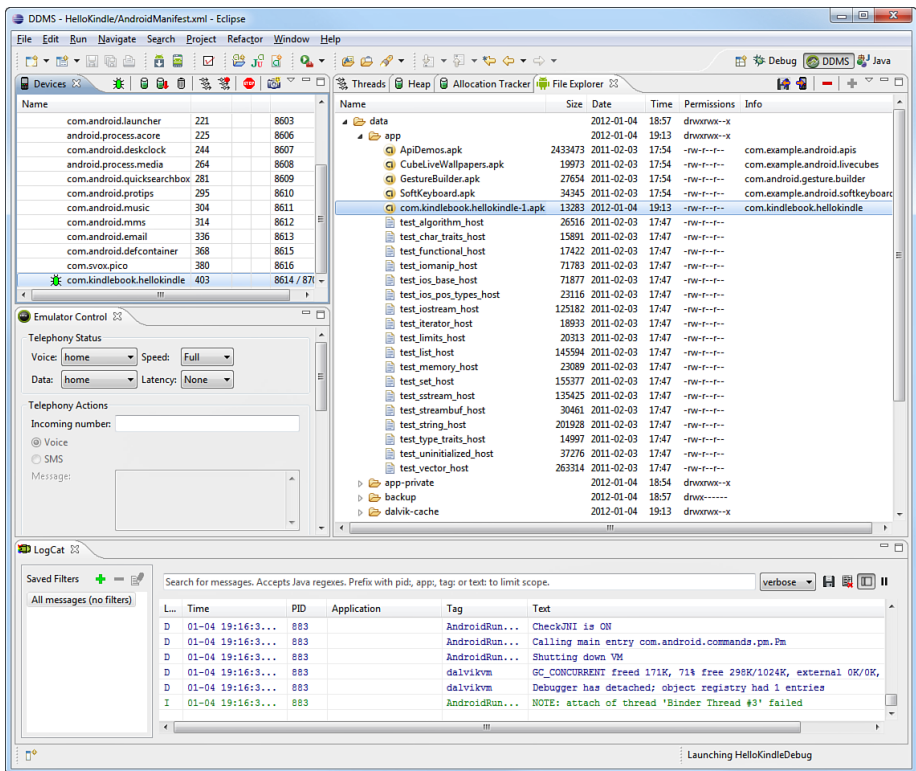 DDMS - HelloKindle/AndroidManifest.xml - Eclipse
File Edit Run Navigate Search Project Refactor Window Help
Debug DDMS Java
Devices
Name
com.android.launcher 221 8603
android.process.acore 225 8606
com.android.deskclock 244 8607
android.process.media 264 8608
com.android.quicksearchbox 281 8609
com.android.protips 295 8610
com.android.music 304 8611
com.android.mms 314 8612
com.android.email 336 8613
com.android.defcontainer 368 8615
com.svox.pico 380 8616
com.kindlebook.hellokindle 403 8614 / 870
Emulator Control
Telephony Status
Voice: home Speed: Full
Data: home Latency: None
Telephony Actions
Incoming number:
Voice
SMS
Message:
Threads Heap Allocation Tracker File Explorer
Name Size Date Time Permissions Info
data 2012-01-04 18:57 drwxrwx--x
app 2012-01-04 19:13 drwxrwx--x
ApiDemos.apk 2433473 2011-02-03 17:54 -rw-r--r-- com.example.android.apis
CubeLiveWallpapers.apk 19973 2011-02-03 17:54 -rw-r--r-- com.example.android.livecubes
GestureBuilder.apk 27654 2011-02-03 17:54 -rw-r--r-- com.android.gesture.builder
SoftKeyboard.apk 34345 2011-02-03 17:54 -rw-r--r-- com.example.android.softkeyboard
com.kindlebook.hellokindle-1.apk 13283 2012-01-04 19:13 -rw-r--r-- com.kindlebook.hellokindle
test_algorithm_host 26516 2011-02-03 17:47 -rw-r--r--
test_char_traits_host 15891 2011-02-03 17:47 -rw-r--r--
test_functional_host 17422 2011-02-03 17:47 -rw-r--r--
test_iomanip_host 71783 2011-02-03 17:47 -rw-r--r--
test_ios_base_host 71877 2011-02-03 17:47 -rw-r--r--
test_ios_pos_types_host 23116 2011-02-03 17:47 -rw-r--r--
test_iostream_host 125182 2011-02-03 17:47 -rw-r--r--
test_iterator_host 18933 2011-02-03 17:47 -rw-r--r--
test_limits_host 20313 2011-02-03 17:47 -rw-r--r--
test_list_host 145594 2011-02-03 17:47 -rw-r--r--
test_memory_host 23089 2011-02-03 17:47 -rw-r--r--
test_set_host 155377 2011-02-03 17:47 -rw-r--r--
test_sstream_host 135425 2011-02-03 17:47 -rw-r--r--
test_streambuf_host 30461 2011-02-03 17:47 -rw-r--r--
test_string_host 201928 2011-02-03 17:47 -rw-r--r--
test_type_traits_host 14997 2011-02-03 17:47 -rw-r--r--
test_uninitialized_host 37276 2011-02-03 17:47 -rw-r--r--
test_vector_host 263314 2011-02-03 17:47 -rw-r--r--
app-private 2012-01-04 18:54 drwxrwx--x
backup 2012-01-04 18:57 drwx------
dalvik-cache 2012-01-04 19:13 drwxrwx--x
LogCat
Saved Filters
All messages (no filters)
Search for messages. Accepts Java regexes. Prefix with pid:, app:, tag: or text: to limit scope.
verbose
L... Time PID Application Tag Text
D 01-04 19:16:3... 883 AndroidRun... CheckJNI is ON
D 01-04 19:16:3... 883 AndroidRun... Calling main entry com.android.commands.pm.Pm
D 01-04 19:16:3... 883 AndroidRun... Shutting down VM
D 01-04 19:16:3... 883 dalvikvm GC_CONCURRENT freed 171K, 71% free 298K/1024K, external 0K/0K,
D 01-04 19:16:3... 883 dalvikvm Debugger has detached; object registry had 1 entries
I 01-04 19:16:3... 883 AndroidRun... NOTE: attach of thread 'Binder Thread #3' failed
Launching HelloKindleDebug